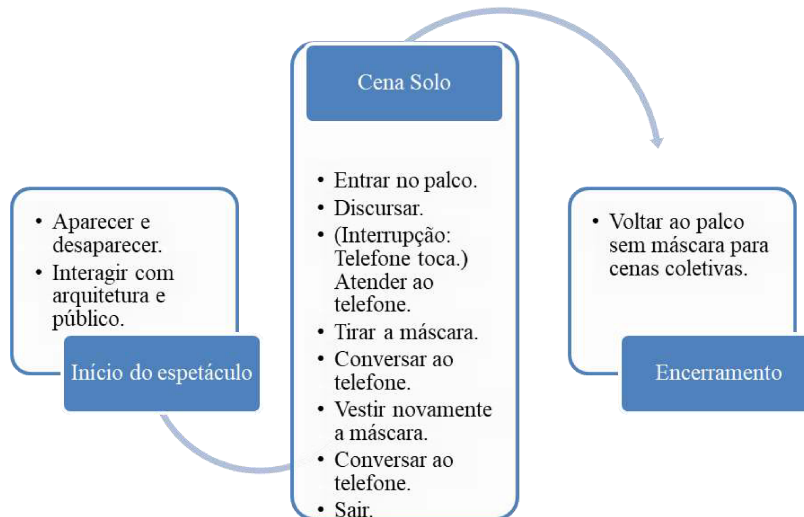 • Aparecer e
desaparecer.
• Interagir com
arquitetura e
público.
Início do espetáculo
Cena Solo
• Entrar no palco.
• Discursar.
• (Interrupção:
Telefone toca.)
Atender ao
telefone.
• Tirar a máscara.
• Conversar ao
telefone.
• Vestir novamente
a máscara.
• Conversar ao
telefone.
• Sair.
• Voltar ao palco
sem máscara para
cenas coletivas.
Encerramento